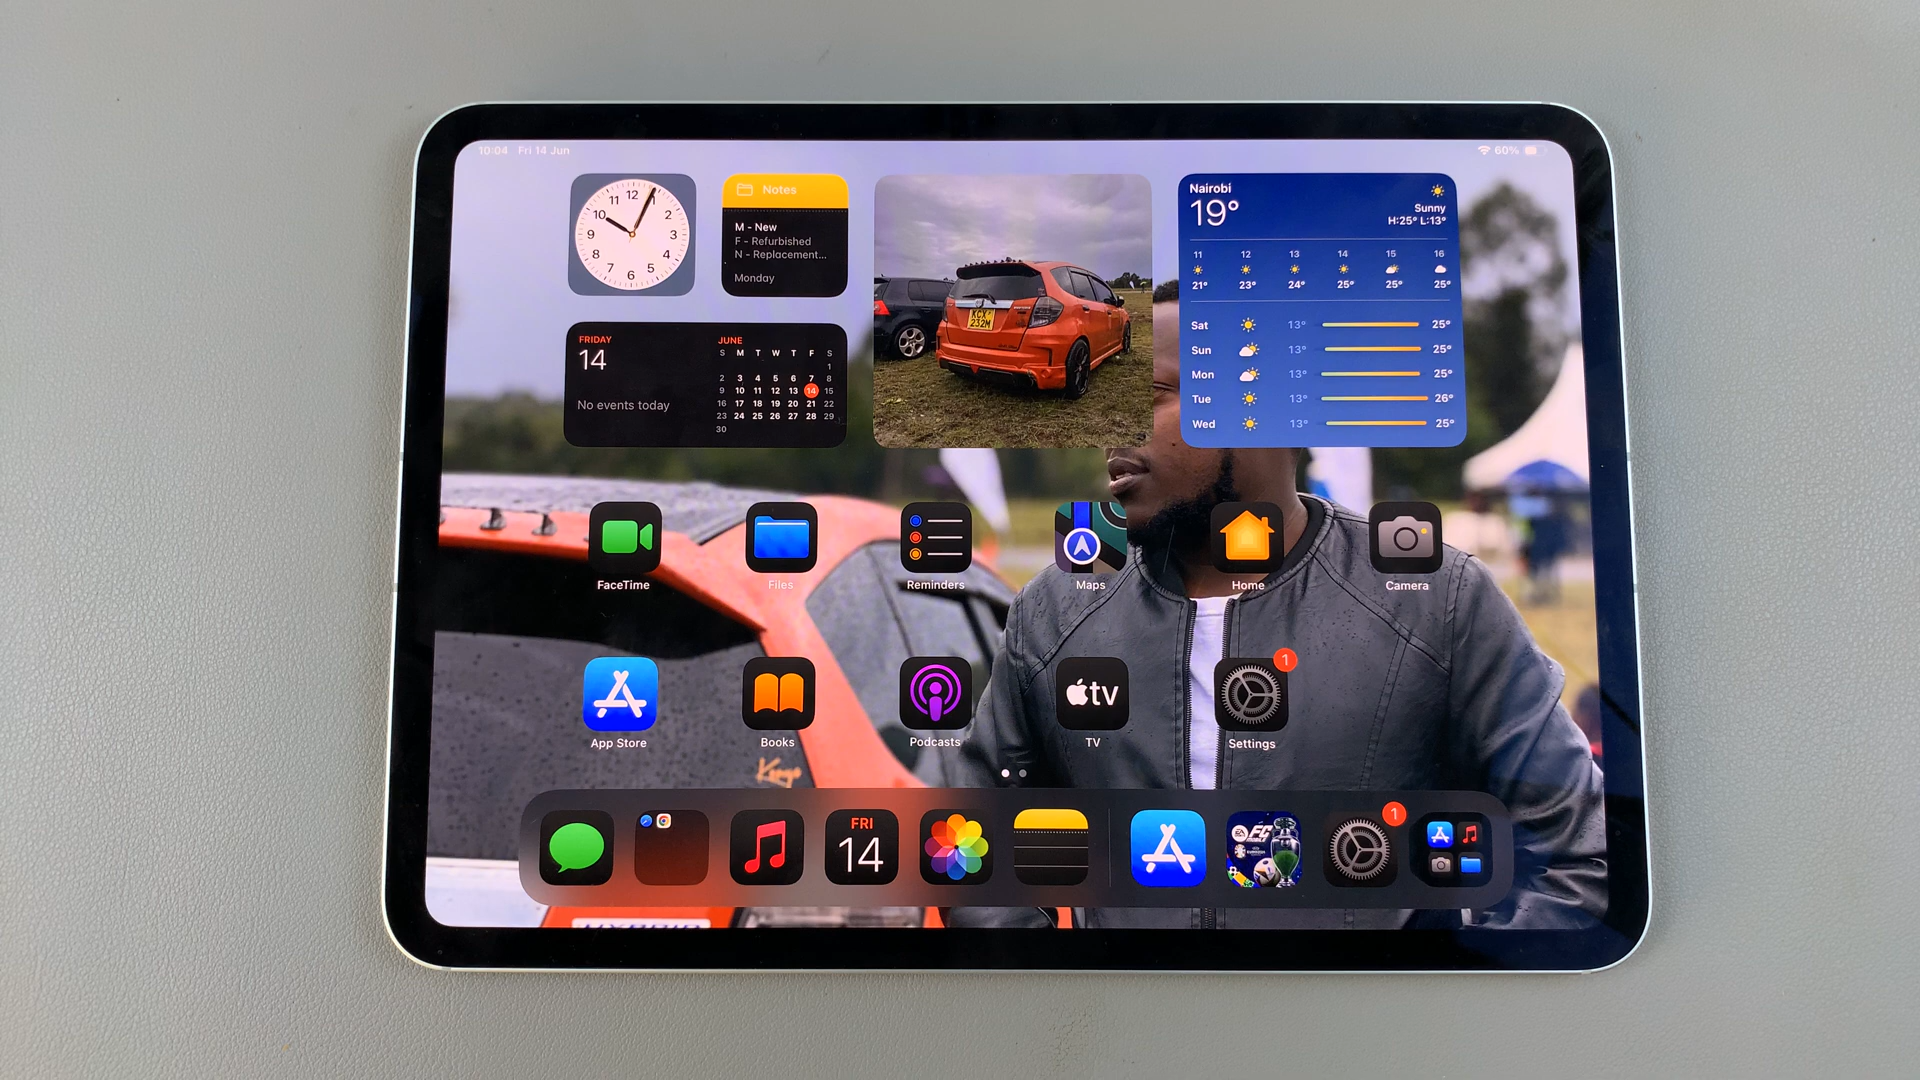 10:04 Fri 14 Jun
60%
12
1
2
3
4
5
6
7
8
9
10
11
Notes
M - New
F - Refurbished
N - Replacement...
Monday
FRIDAY
14
No events today
JUNE
S M T W T F S
1
2 3 4 5 6 7 8
9 10 11 12 13 14 15
16 17 18 19 20 21 22
23 24 25 26 27 28 29
30
KCX
232M
Nairobi
19°
Sunny
H:25° L:13°
11 12 13 14 15 16
21° 23° 24° 25° 25° 25°
Sat 13° 25°
Sun 13° 25°
Mon 13° 25°
Tue 13° 26°
Wed 13° 25°
FaceTime
Files
Reminders
Maps
Home
Camera
tv
1
App Store
Books
Podcasts
TV
Settings
FRI
14
EA FC
1
HYBRID